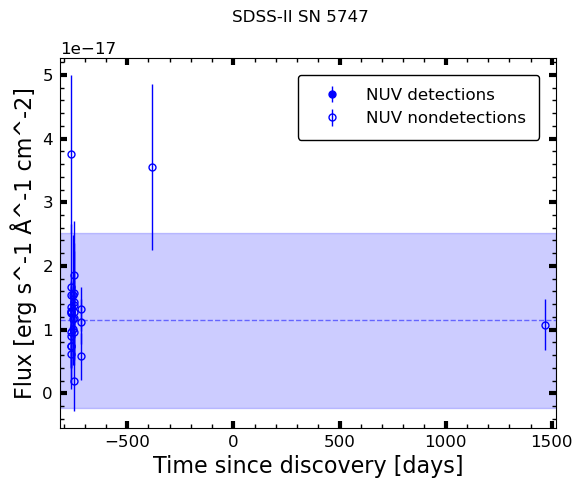 SDSS-II SN 5747
1e−17
NUV detections
NUV nondetections
5
4
3
2
1
0
Flux [erg s^-1 Å^-1 cm^-2]
−500 0 500 1000 1500
Time since discovery [days]